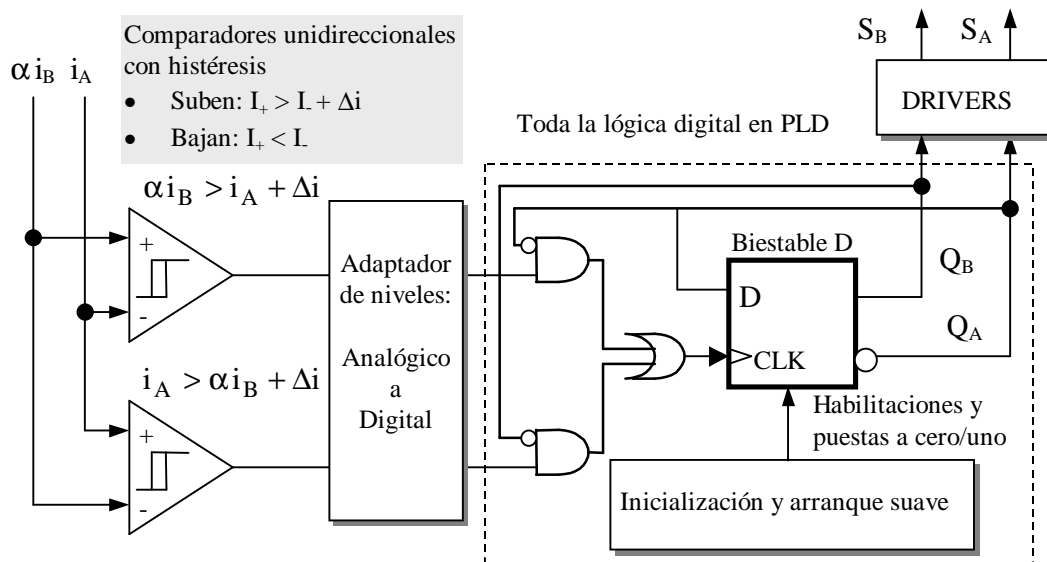 Comparadores unidireccionales
con histéresis
• Suben: I₊ > I₋ + Δi
• Bajan: I₊ < I₋
αi_B i_A
S_B S_A
DRIVERS
Toda la lógica digital en PLD
αi_B > i_A + Δi
+
-
Adaptador
de niveles:
Analógico
a
Digital
i_A > αi_B + Δi
+
-
Biestable D
D
CLK
Q_B
Q_A
Habilitaciones y
puestas a cero/uno
Inicialización y arranque suave